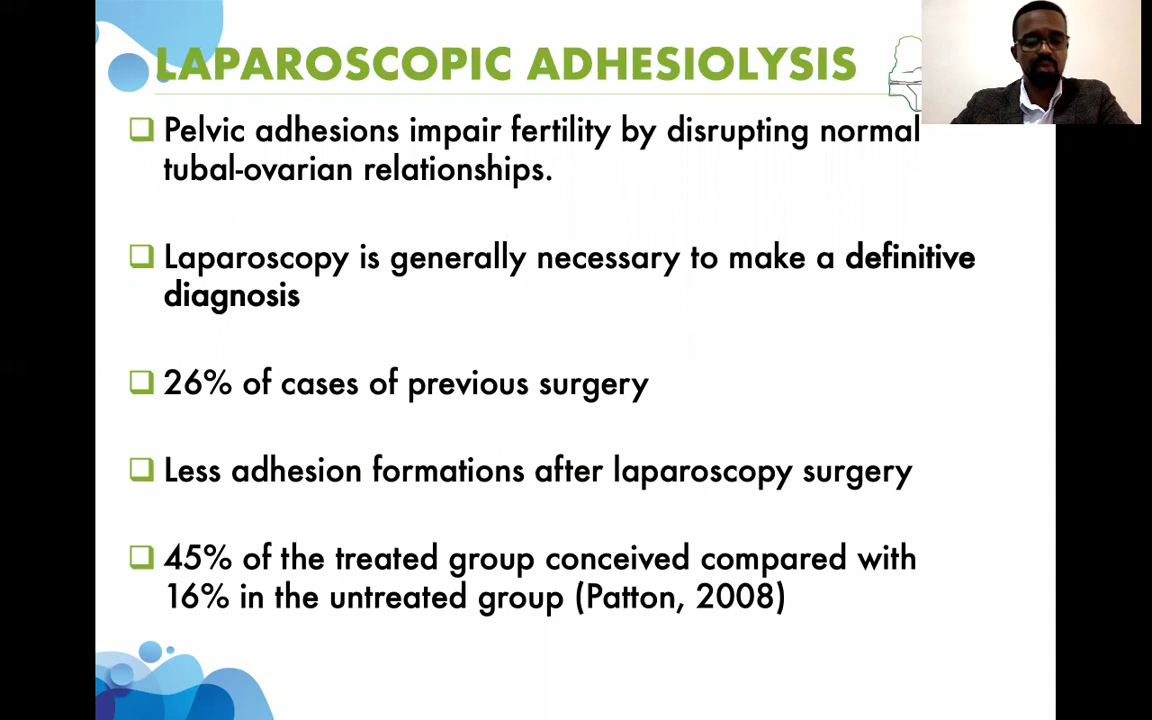 LAPAROSCOPIC ADHESIOLYSIS
Pelvic adhesions impair fertility by disrupting normal
tubal-ovarian relationships.
Laparoscopy is generally necessary to make a definitive
diagnosis
26% of cases of previous surgery
Less adhesion formations after laparoscopy surgery
45% of the treated group conceived compared with
16% in the untreated group (Patton, 2008)